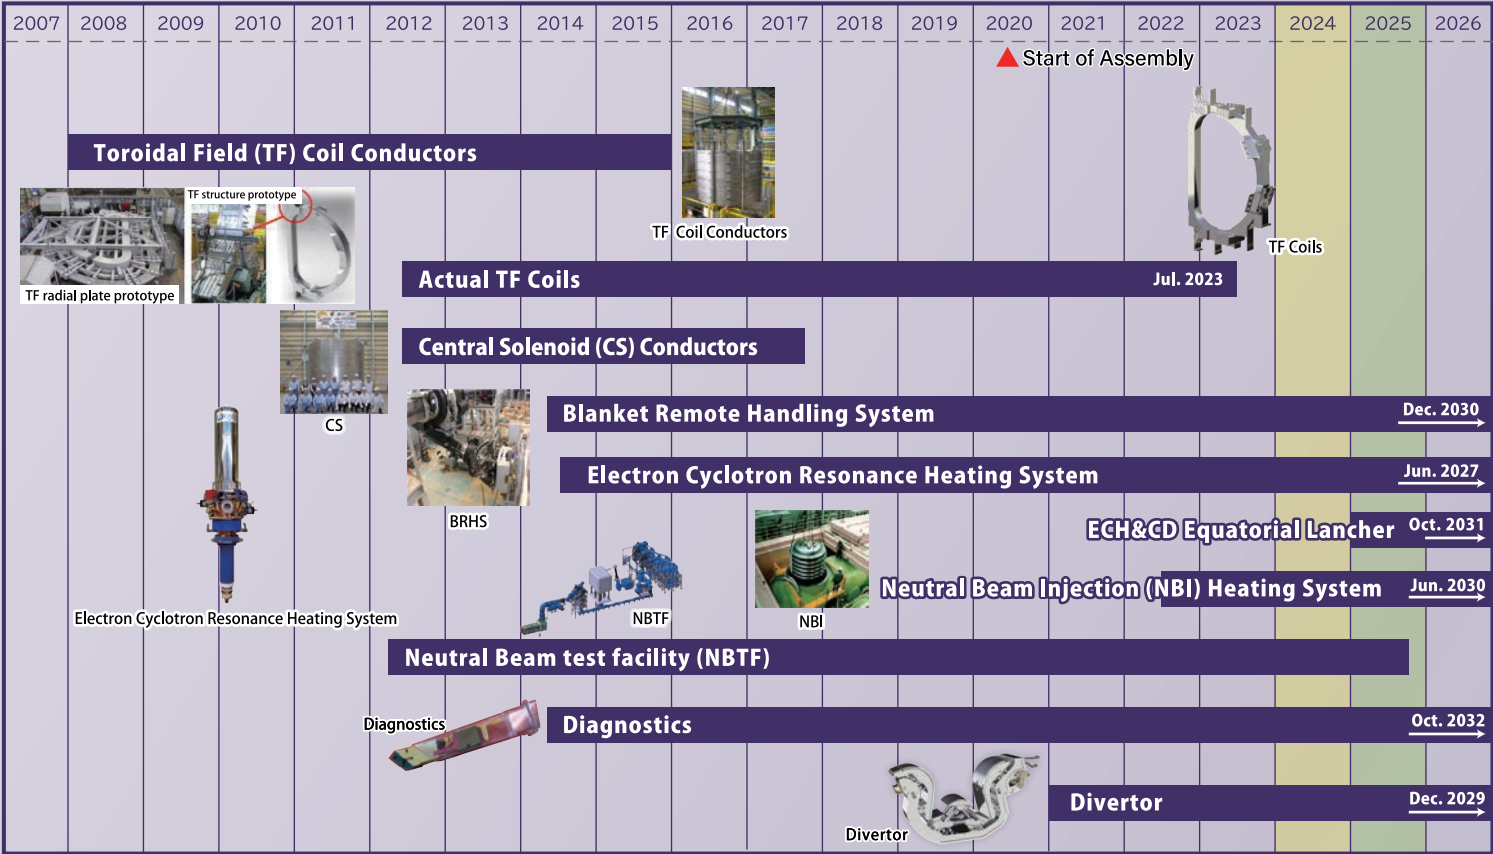 2007 2008 2009 2010 2011 2012 2013 2014 2015 2016 2017 2018 2019 2020 2021 2022 2023 2024 2025 2026
Start of Assembly
Toroidal Field (TF) Coil Conductors
TF structure prototype
TF Coil Conductors
TF Coils
TF radial plate prototype
Actual TF Coils
Jul. 2023
Central Solenoid (CS) Conductors
CS
Blanket Remote Handling System
Dec. 2030
Electron Cyclotron Resonance Heating System
Jun. 2027
BRHS
ECH&CD Equatorial Lancher
Oct. 2031
Neutral Beam Injection (NBI) Heating System
Jun. 2030
Electron Cyclotron Resonance Heating System
NBTF
NBI
Neutral Beam test facility (NBTF)
Diagnostics
Diagnostics
Oct. 2032
Divertor
Dec. 2029
Divertor